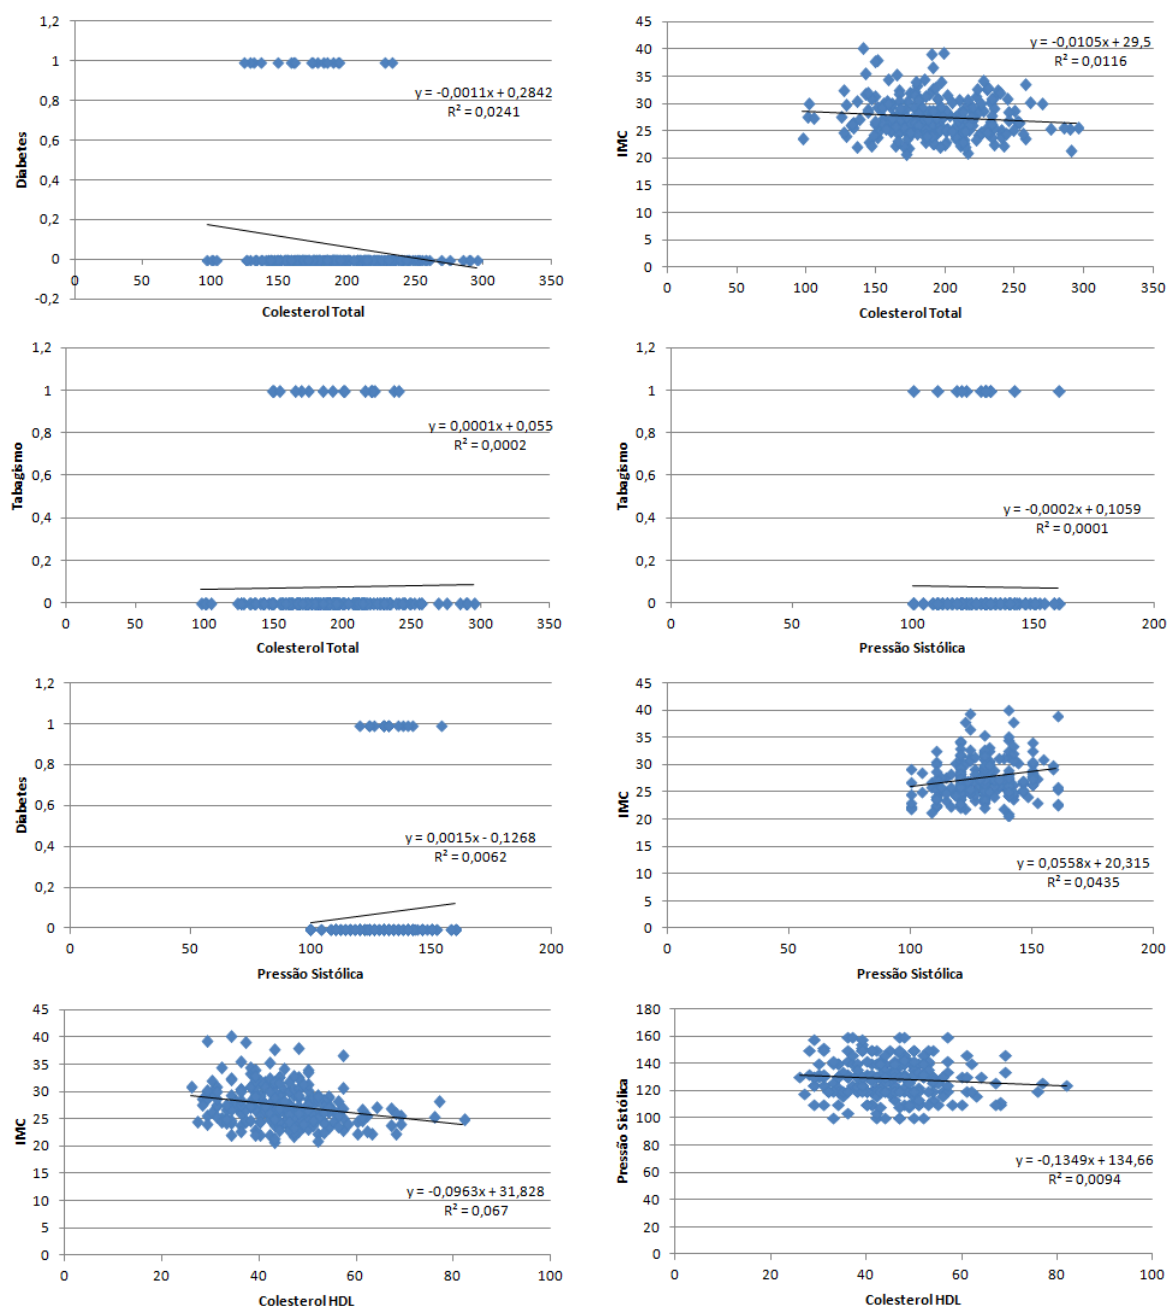 1,2
1
0,8
0,6
0,4
0,2
0
-0,2
Diabetes
y = -0,0011x + 0,2842
R² = 0,0241
0 50 100 150 200 250 300 350
Colesterol Total
45
40
35
30
25
20
15
10
5
0
IMC
y = -0,0105x + 29,5
R² = 0,0116
0 50 100 150 200 250 300 350
Colesterol Total
1,2
1
0,8
0,6
0,4
0,2
0
Tabagismo
y = 0,0001x + 0,055
R² = 0,0002
0 50 100 150 200 250 300 350
Colesterol Total
1,2
1
0,8
0,6
0,4
0,2
0
Tabagismo
y = -0,0002x + 0,1059
R² = 0,0001
0 50 100 150 200
Pressão Sistólica
1,2
1
0,8
0,6
0,4
0,2
0
Diabetes
y = 0,0015x - 0,1268
R² = 0,0062
0 50 100 150 200
Pressão Sistólica
45
40
35
30
25
20
15
10
5
0
IMC
y = 0,0558x + 20,315
R² = 0,0435
0 50 100 150 200
Pressão Sistólica
45
40
35
30
25
20
15
10
5
0
IMC
y = -0,0963x + 31,828
R² = 0,067
0 20 40 60 80 100
Colesterol HDL
180
160
140
120
100
80
60
40
20
0
Pressão Sistólica
y = -0,1349x + 134,66
R² = 0,0094
0 20 40 60 80 100
Colesterol HDL